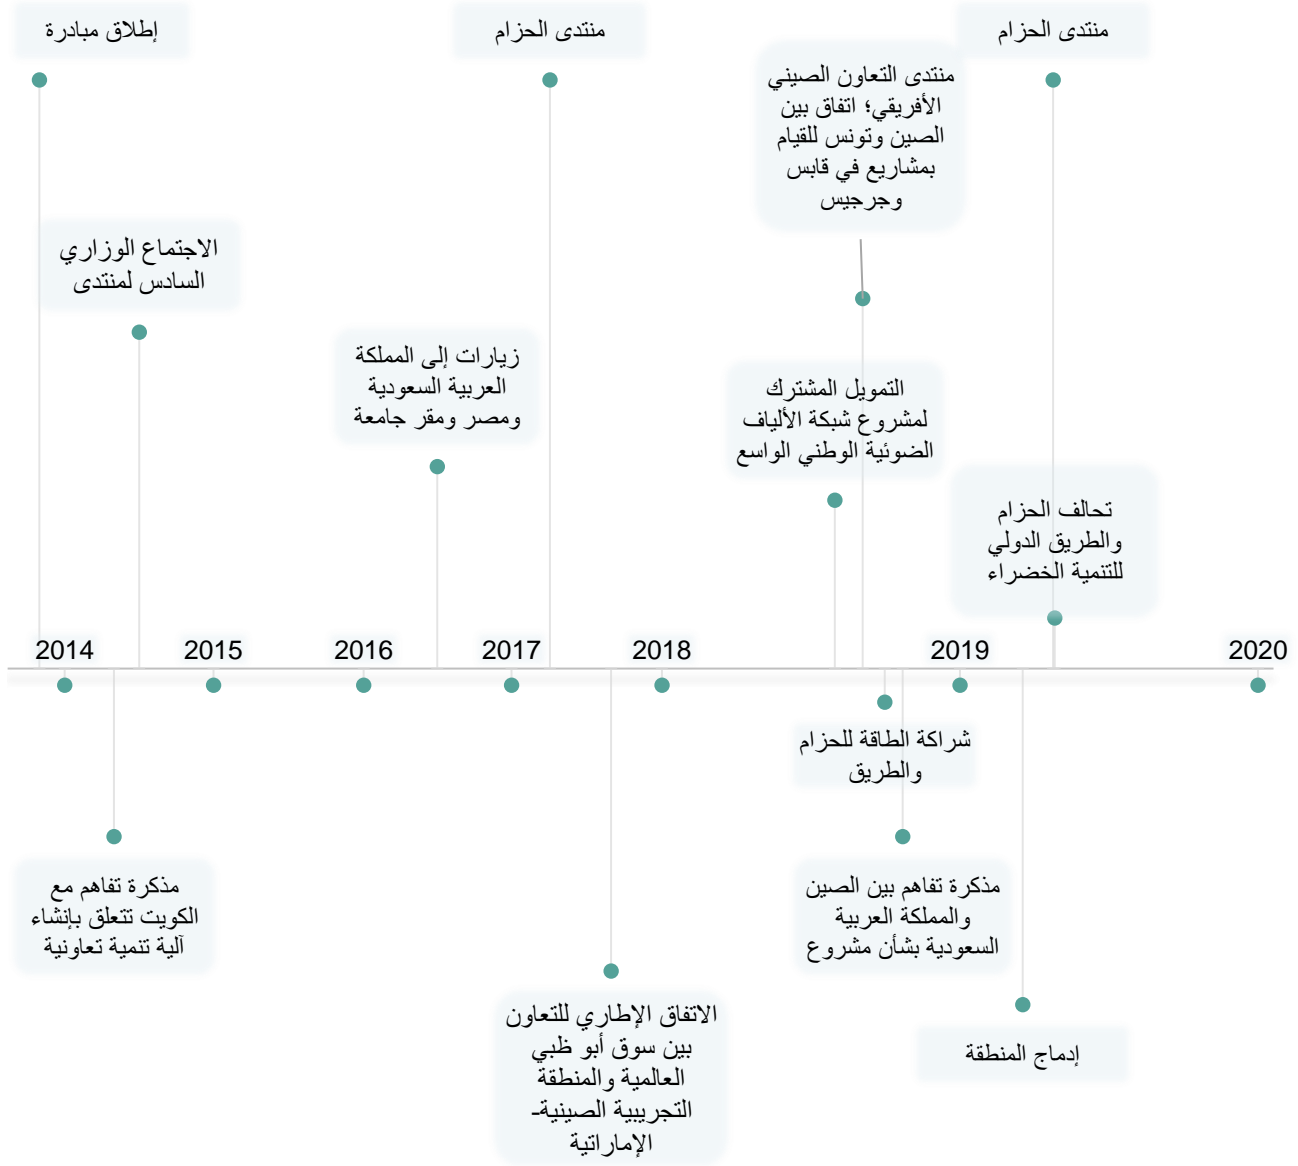 إطلاق مبادرة
منتدى الحزام
منتدى الحزام
منتدى التعاون الصيني
الأفريقي؛ اتفاق بين
الصين وتونس للقيام
بمشاريع في قابس
وجرجيس
الاجتماع الوزاري
السادس لمنتدى
زيارات إلى المملكة
العربية السعودية
ومصر ومقر جامعة
التمويل المشترك
لمشروع شبكة الألياف
الضوئية الوطني الواسع
تحالف الحزام
والطريق الدولي
للتنمية الخضراء
2014
2015
2016
2017
2018
2019
2020
شراكة الطاقة للحزام
والطريق
مذكرة تفاهم مع
الكويت تتعلق بإنشاء
آلية تنمية تعاونية
مذكرة تفاهم بين الصين
والمملكة العربية
السعودية بشأن مشروع
الاتفاق الإطاري للتعاون
بين سوق أبو ظبي
العالمية والمنطقة
التجريبية الصينية-
الإماراتية
إدماج المنطقة